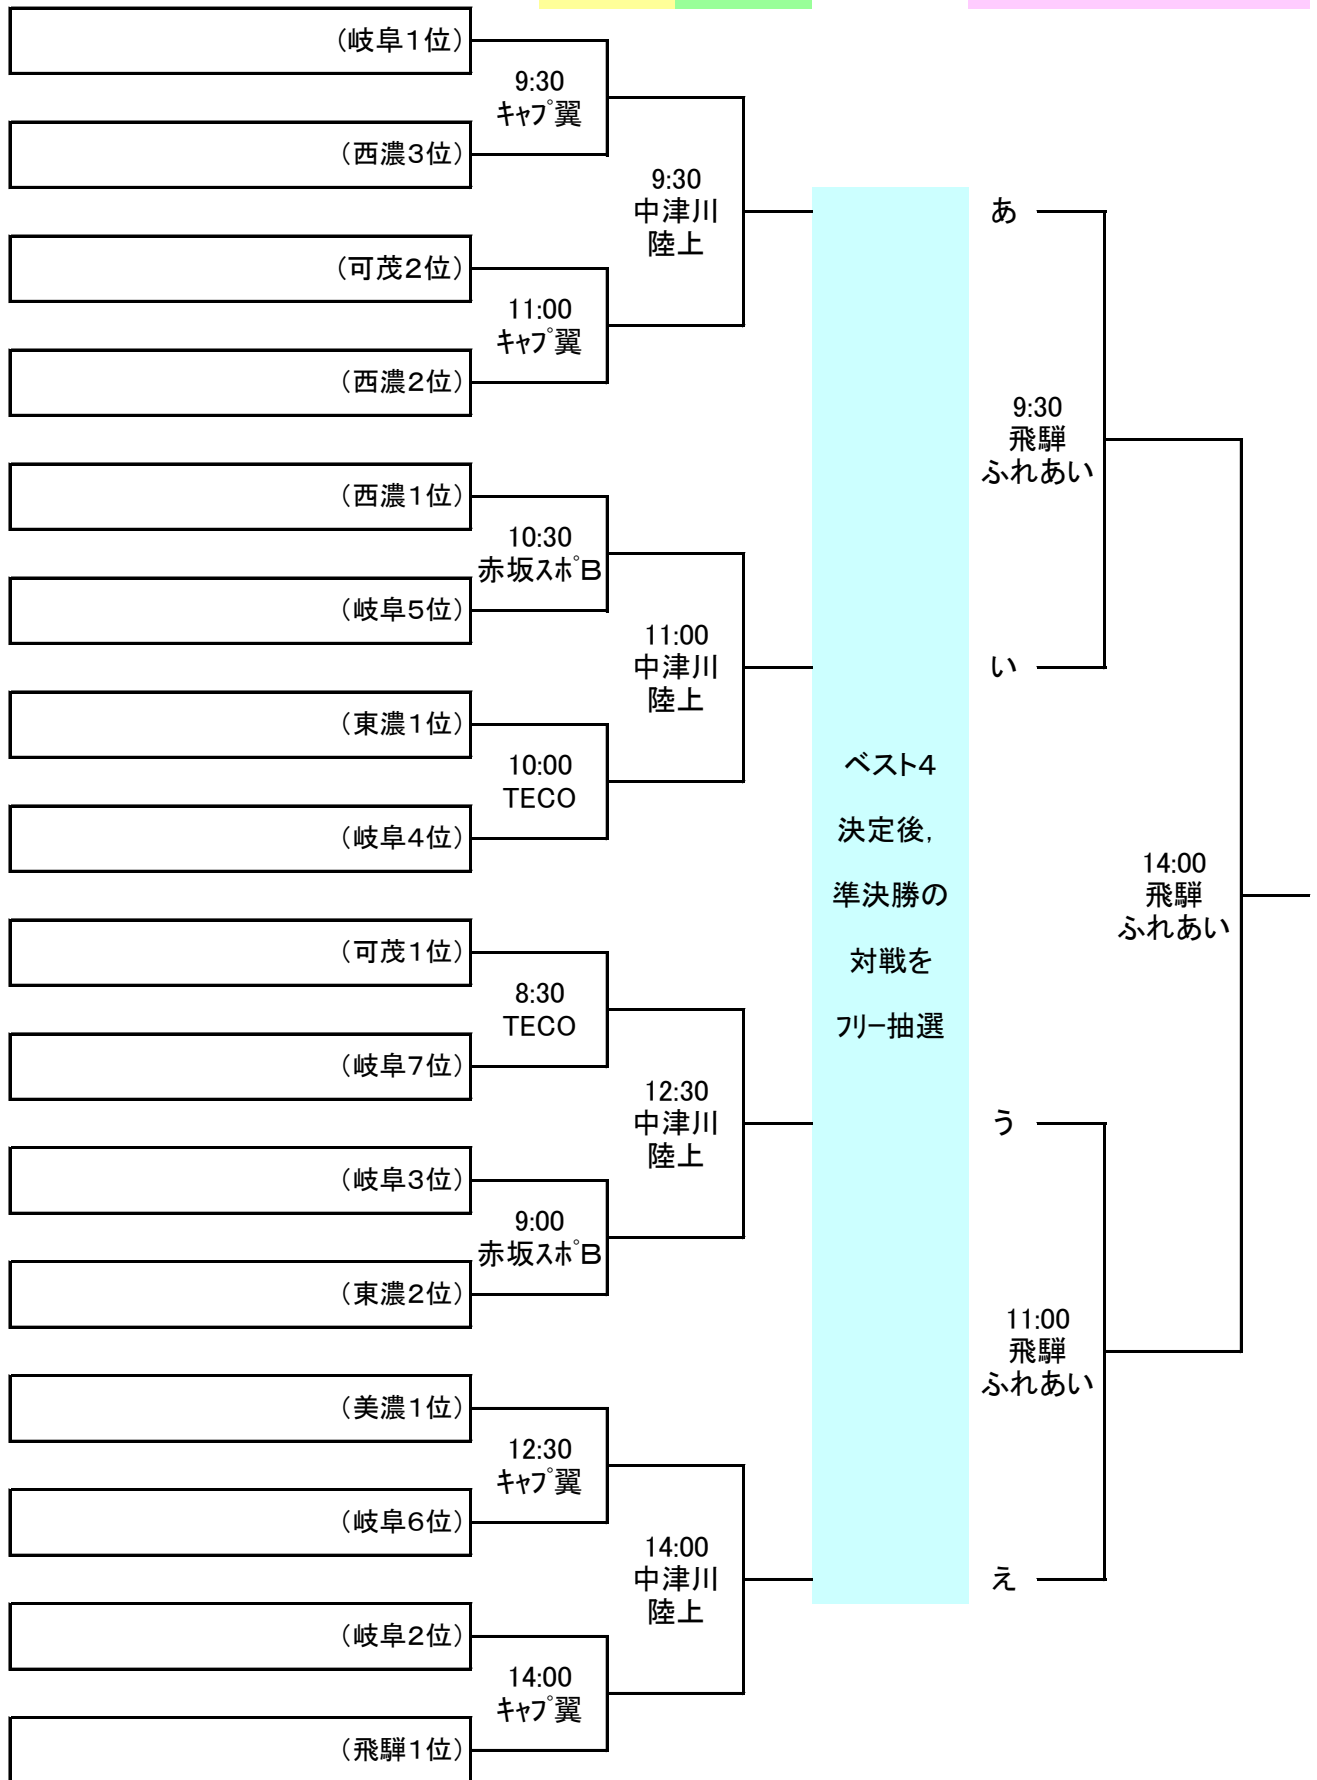 (岐阜1位)
9:30
ｷｬﾌﾟ翼
(西濃3位)
9:30
中津川
陸上
(可茂2位)
11:00
ｷｬﾌﾟ翼
(西濃2位)
(西濃1位)
10:30
赤坂ｽﾎﾟB
(岐阜5位)
11:00
中津川
陸上
(東濃1位)
10:00
TECO
(岐阜4位)
(可茂1位)
8:30
TECO
(岐阜7位)
12:30
中津川
陸上
(岐阜3位)
9:00
赤坂ｽﾎﾟB
(東濃2位)
(美濃1位)
12:30
ｷｬﾌﾟ翼
(岐阜6位)
14:00
中津川
陸上
(岐阜2位)
14:00
ｷｬﾌﾟ翼
(飛騨1位)
ベスト4
決定後,
準決勝の
対戦を
ﾌﾘｰ抽選
あ
9:30
飛騨
ふれあい
い
14:00
飛騨
ふれあい
う
11:00
飛騨
ふれあい
え